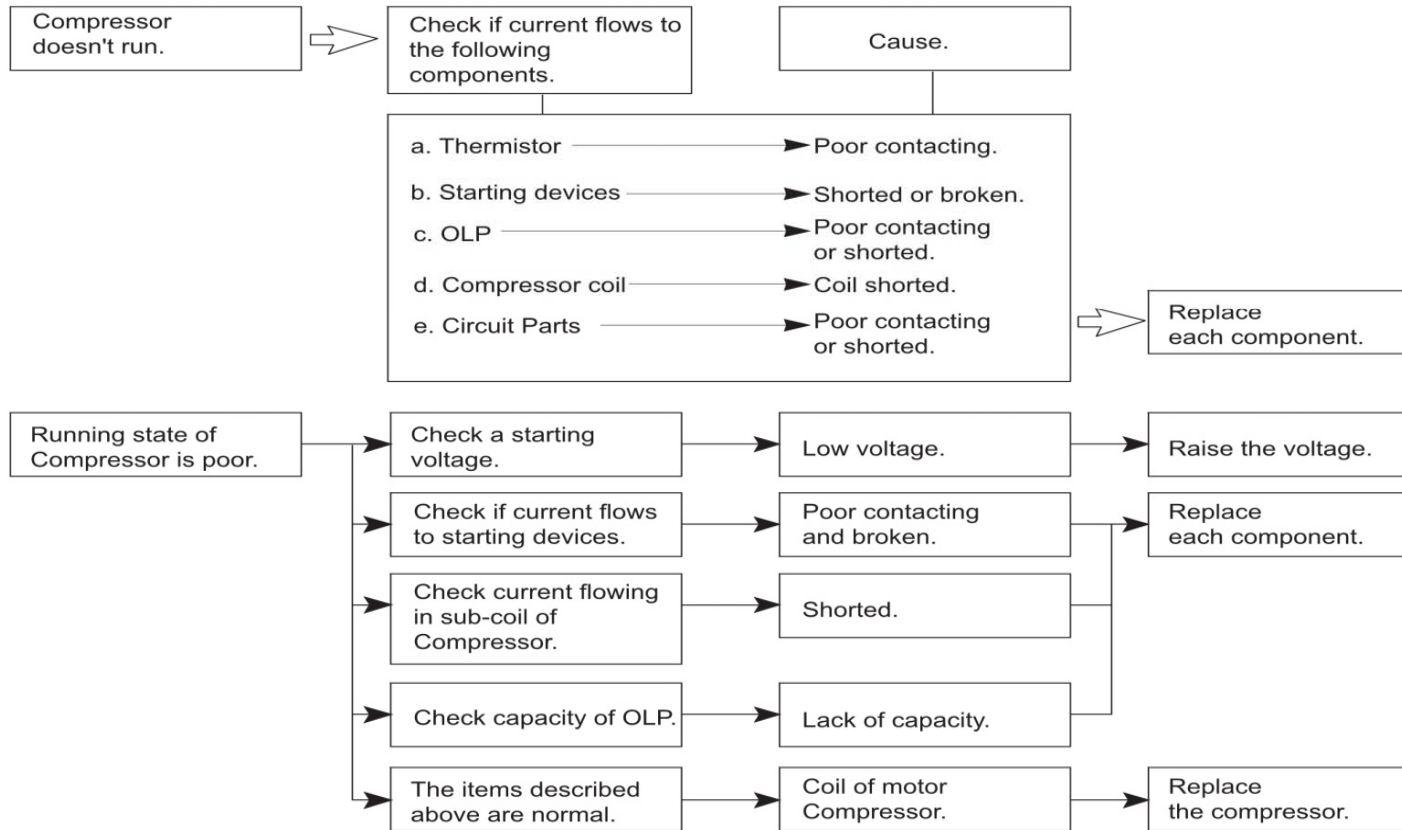 Compressor
doesn't run.
Check if current flows to
the following
components.
Cause.
a. Thermistor
Poor contacting.
b. Starting devices
Shorted or broken.
c. OLP
Poor contacting
or shorted.
d. Compressor coil
Coil shorted.
e. Circuit Parts
Poor contacting
or shorted.
Replace
each component.
Running state of
Compressor is poor.
Check a starting
voltage.
Low voltage.
Raise the voltage.
Check if current flows
to starting devices.
Poor contacting
and broken.
Replace
each component.
Check current flowing
in sub-coil of
Compressor.
Shorted.
Check capacity of OLP.
Lack of capacity.
The items described
above are normal.
Coil of motor
Compressor.
Replace
the compressor.